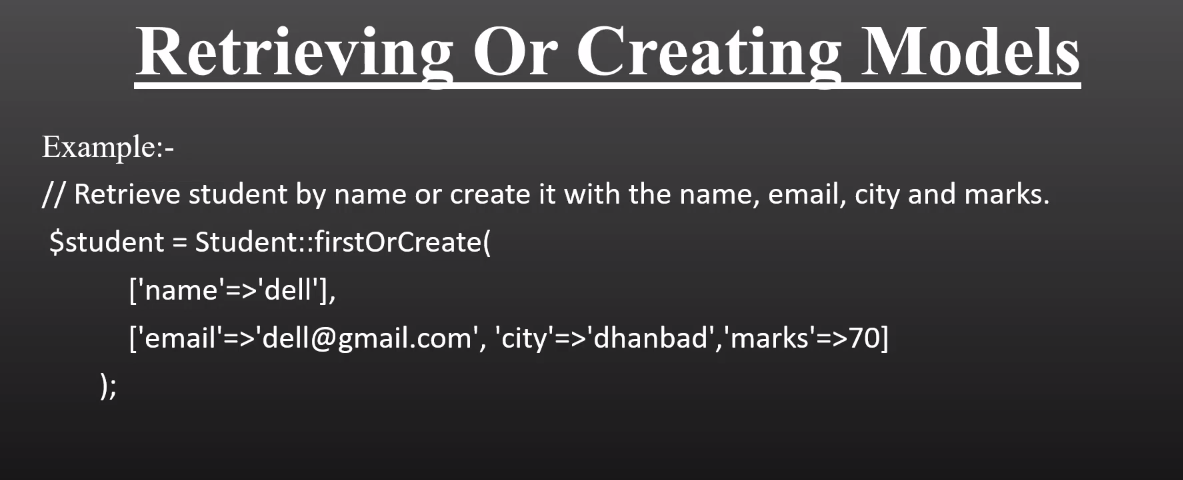 Retrieving Or Creating Models
Example:-
// Retrieve student by name or create it with the name, email, city and marks.
$student = Student::firstOrCreate(
['name'=>'dell'],
['email'=>'dell@gmail.com', 'city'=>'dhanbad','marks'=>70]
);